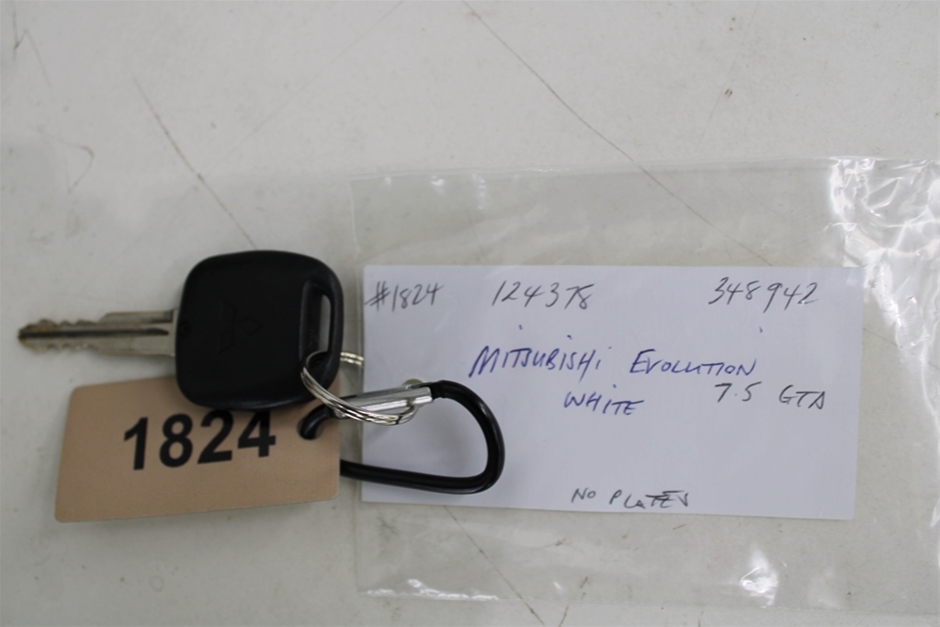 #1824 124378 348942
MITSUBISHI EVOLUTION
WHITE 7.5 GTA
NO PLATES
1824